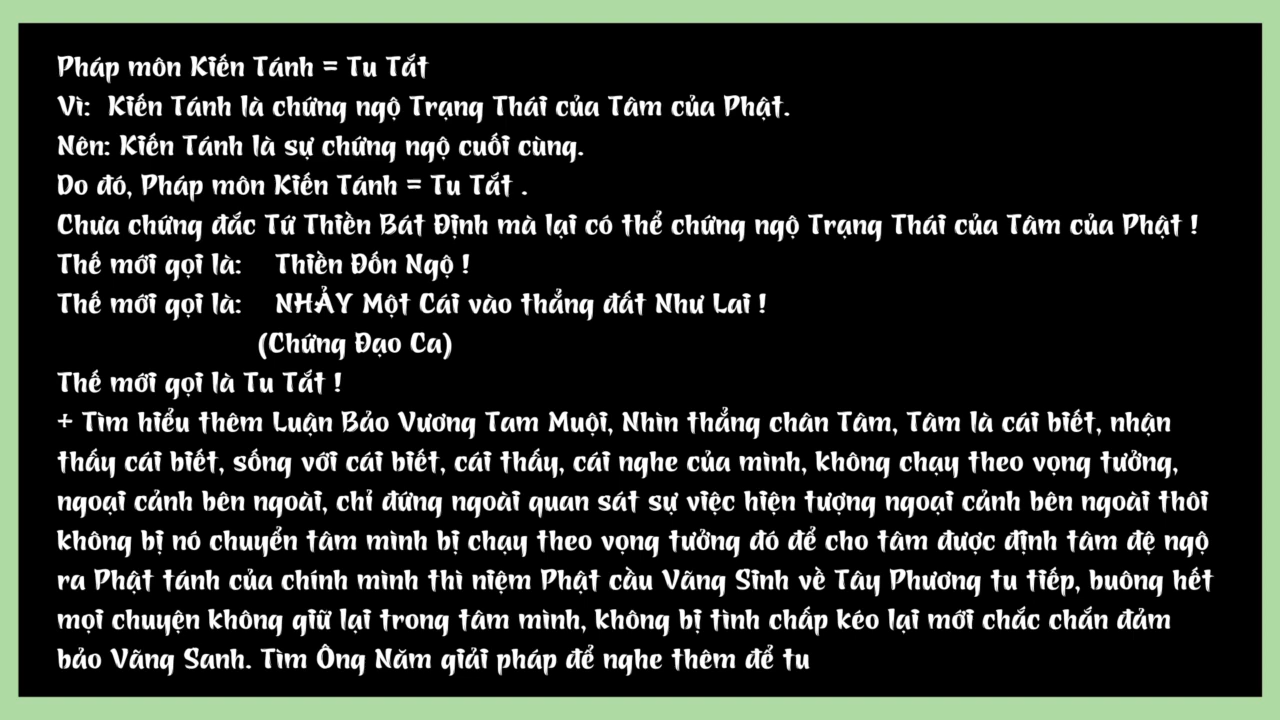 Pháp môn Kiến Tánh = Tu Tắt
Vì: Kiến Tánh là chứng ngộ Trạng Thái của Tâm của Phật.
Nên: Kiến Tánh là sự chứng ngộ cuối cùng.
Do đó, Pháp môn Kiến Tánh = Tu Tắt .
Chưa chứng đắc Tứ Thiền Bát Định mà lại có thể chứng ngộ Trạng Thái của Tâm của Phật !
Thế mới gọi là: Thiền Đốn Ngộ !
Thế mới gọi là: NHẢY Một Cái vào thẳng đất Như Lai !
(Chứng Đạo Ca)
Thế mới gọi là Tu Tắt !
+ Tìm hiểu thêm Luận Bảo Vương Tam Muội, Nhìn thẳng chân Tâm, Tâm là cái biết, nhận
thấy cái biết, sống với cái biết, cái thấy, cái nghe của mình, không chạy theo vọng tưởng,
ngoại cảnh bên ngoài, chỉ đứng ngoài quan sát sự việc hiện tượng ngoại cảnh bên ngoài thôi
không bị nó chuyển tâm mình bị chạy theo vọng tưởng đó để cho tâm được định tâm đệ ngộ
ra Phật tánh của chính mình thì niệm Phật cầu Vãng Sinh về Tây Phương tu tiếp, buông hết
mọi chuyện không giữ lại trong tâm mình, không bị tình chấp kéo lại mới chắc chắn đảm
bảo Vãng Sanh. Tìm Ông Năm giải pháp để nghe thêm để tu